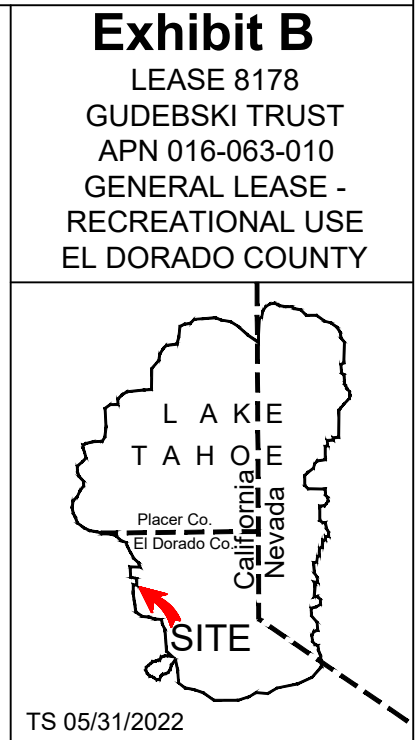 Exhibit B
LEASE 8178
GUDEBSKI TRUST
APN 016-063-010
GENERAL LEASE -
RECREATIONAL USE
EL DORADO COUNTY
L A K E
T A H O E
Placer Co.
El Dorado Co.
California
Nevada
SITE
TS 05/31/2022